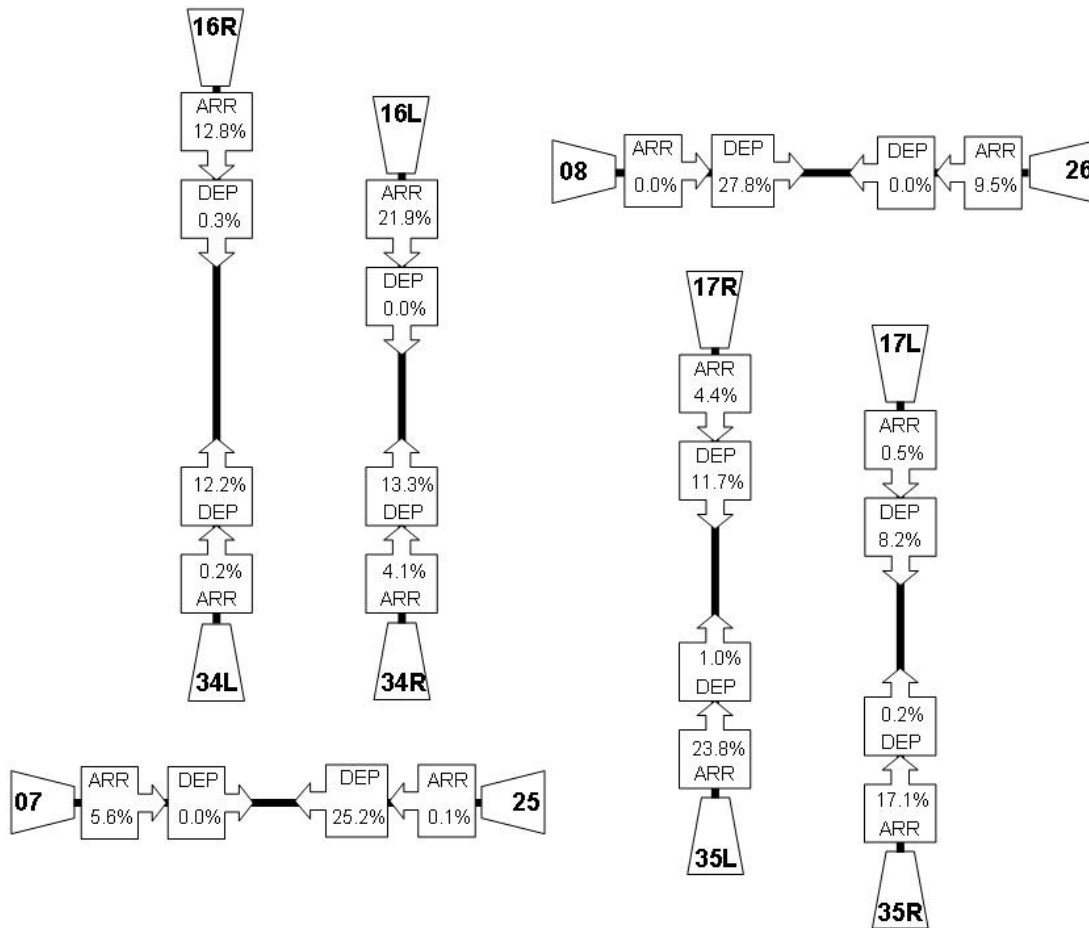 16R
ARR
12.8%
DEP
0.3%
12.2%
DEP
0.2%
ARR
34L
16L
ARR
21.9%
DEP
0.0%
13.3%
DEP
4.1%
ARR
34R
08
ARR
0.0%
DEP
27.8%
DEP
0.0%
ARR
9.5%
26
17R
ARR
4.4%
DEP
11.7%
1.0%
DEP
23.8%
ARR
35L
17L
ARR
0.5%
DEP
8.2%
0.2%
DEP
17.1%
ARR
35R
07
ARR
5.6%
DEP
0.0%
DEP
25.2%
ARR
0.1%
25